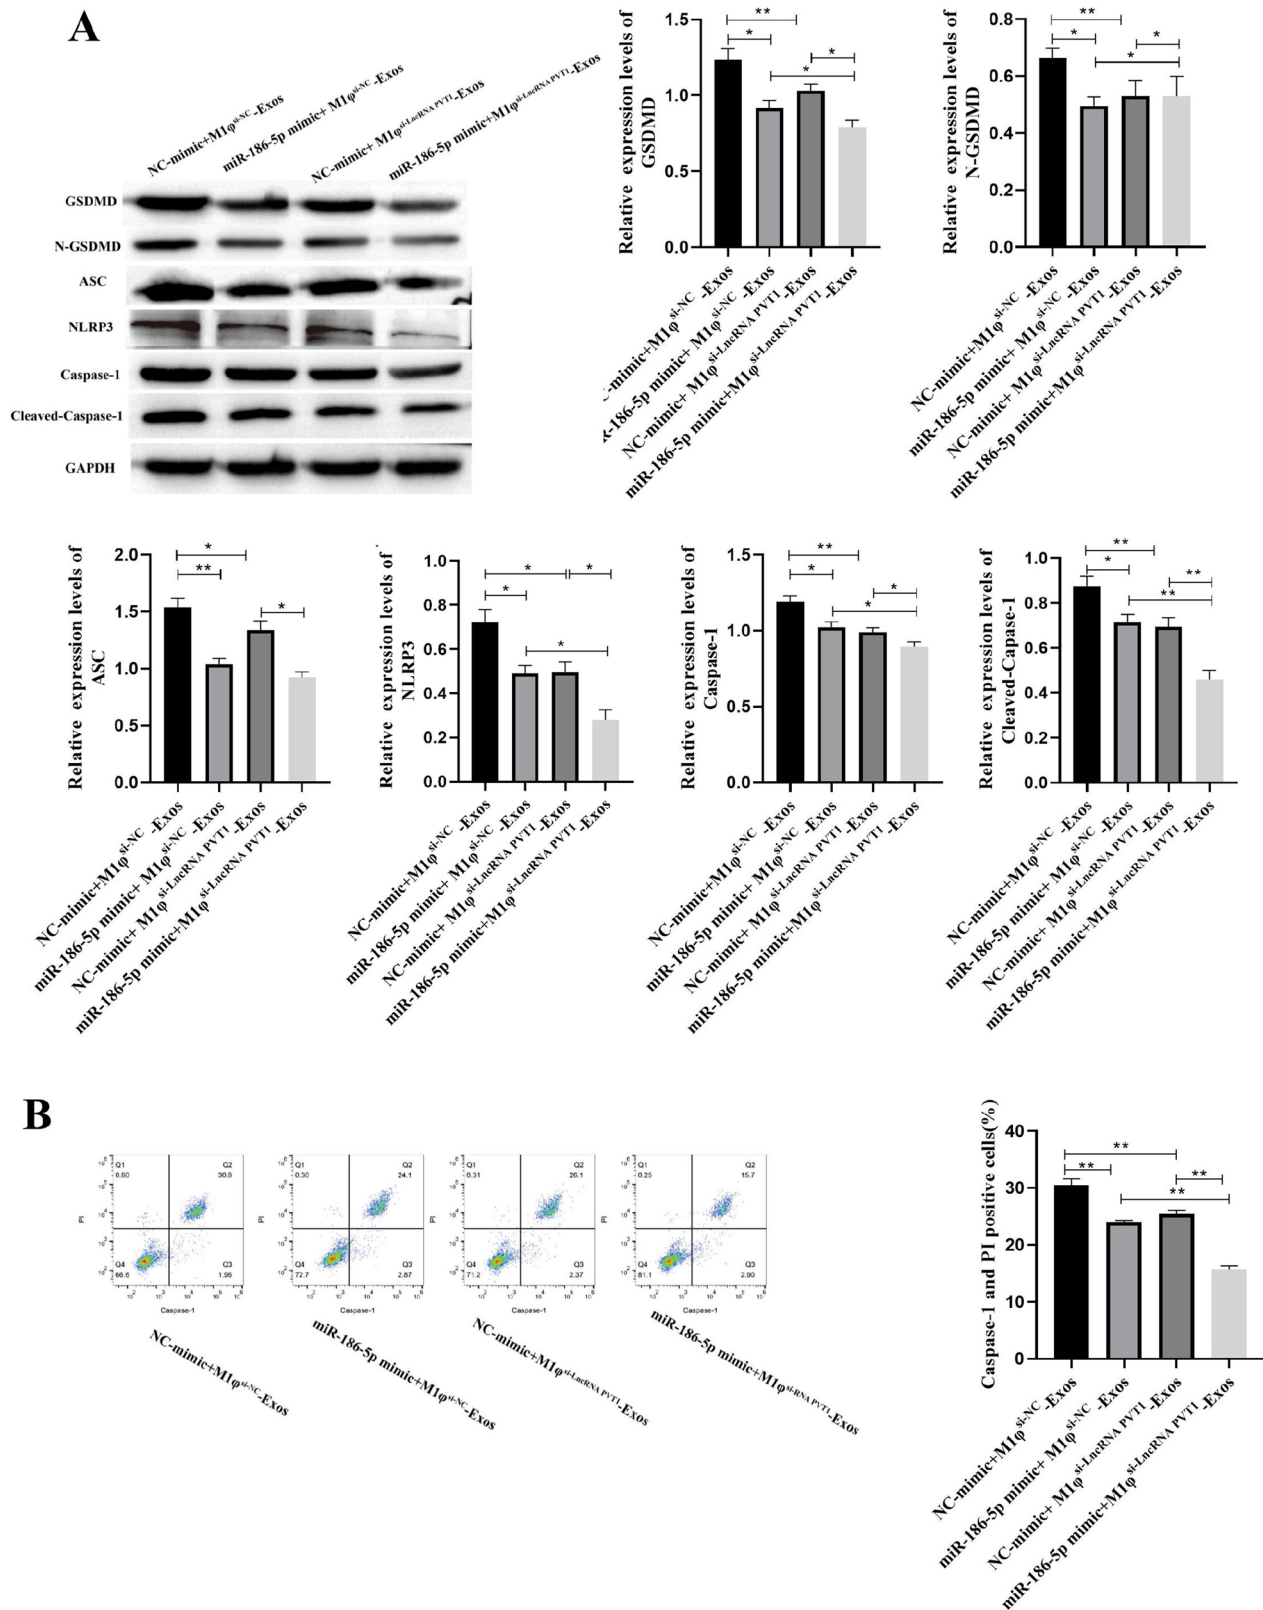 A
NC-mimic+M1φsi-NC-Exos
miR-186-5p mimic+ M1φsi-NC-Exos
NC-mimic+ M1φsi-LncRNA PVT1-Exos
miR-186-5p mimic+M1φsi-LncRNA PVT1-Exos
GSDMD
N-GSDMD
ASC
NLRP3
Caspase-1
Cleaved-Caspase-1
GAPDH
Relative expression levels of
GSDMD
1.5
1.0
0.5
0.0
**
*
*
*
-mimic+M1φsi-NC -Exos
-186-5p mimic+ M1φsi-NC -Exos
NC-mimic+ M1φsi-LncRNA PVT1 -Exos
miR-186-5p mimic+M1φsi-LncRNA PVT1 -Exos
Relative expression levels of
N-GSDMD
0.8
0.6
0.4
0.2
0.0
**
*
*
*
NC-mimic+M1φsi-NC -Exos
miR-186-5p mimic+ M1φsi-NC -Exos
NC-mimic+ M1φsi-LncRNA PVT1 -Exos
miR-186-5p mimic+M1φsi-LncRNA PVT1 -Exos
Relative expression levels of
ASC
2.0
1.5
1.0
0.5
0.0
*
**
*
NC-mimic+M1φsi-NC -Exos
miR-186-5p mimic+ M1φsi-NC -Exos
NC-mimic+ M1φsi-LncRNA PVT1 -Exos
miR-186-5p mimic+M1φsi-LncRNA PVT1 -Exos
Relative expression levels of
NLRP3
1.0
0.8
0.6
0.4
0.2
0.0
*
*
*
*
NC-mimic+M1φsi-NC -Exos
miR-186-5p mimic+ M1φsi-NC -Exos
NC-mimic+ M1φsi-LncRNA PVT1 -Exos
miR-186-5p mimic+M1φsi-LncRNA PVT1 -Exos
Relative expression levels of
Caspase-1
1.5
1.0
0.5
0.0
**
*
*
*
NC-mimic+M1φsi-NC -Exos
miR-186-5p mimic+ M1φsi-NC -Exos
NC-mimic+ M1φsi-LncRNA PVT1 -Exos
miR-186-5p mimic+M1φsi-LncRNA PVT1 -Exos
Relative expression levels of
Cleaved-Capase-1
1.0
0.8
0.6
0.4
0.2
0.0
**
*
**
**
NC-mimic+M1φsi-NC -Exos
miR-186-5p mimic+ M1φsi-NC -Exos
NC-mimic+ M1φsi-LncRNA PVT1 -Exos
miR-186-5p mimic+M1φsi-LncRNA PVT1 -Exos
B
Q1
0.60
Q2
30.8
Q4
66.6
Q3
1.96
PI
Caspase-1
NC-mimic+M1φsi-NC-Exos
Q1
0.30
Q2
24.1
Q4
72.7
Q3
2.87
PI
Caspase-1
miR-186-5p mimic+M1φsi-NC-Exos
Q1
0.31
Q2
26.1
Q4
71.2
Q3
2.37
PI
Caspase-1
NC-mimic+M1φsi-LncRNA PVT1-Exos
Q1
0.25
Q2
15.7
Q4
81.1
Q3
2.90
PI
Caspase-1
miR-186-5p mimic+M1φsi-RNA PVT1-Exos
Caspase-1 and PI positive cells(%)
40
30
20
10
0
**
**
**
**
NC-mimic+M1φsi-NC -Exos
miR-186-5p mimic+ M1φsi-NC -Exos
NC-mimic+ M1φsi-LncRNA PVT1 -Exos
miR-186-5p mimic+M1φsi-LncRNA PVT1 -Exos